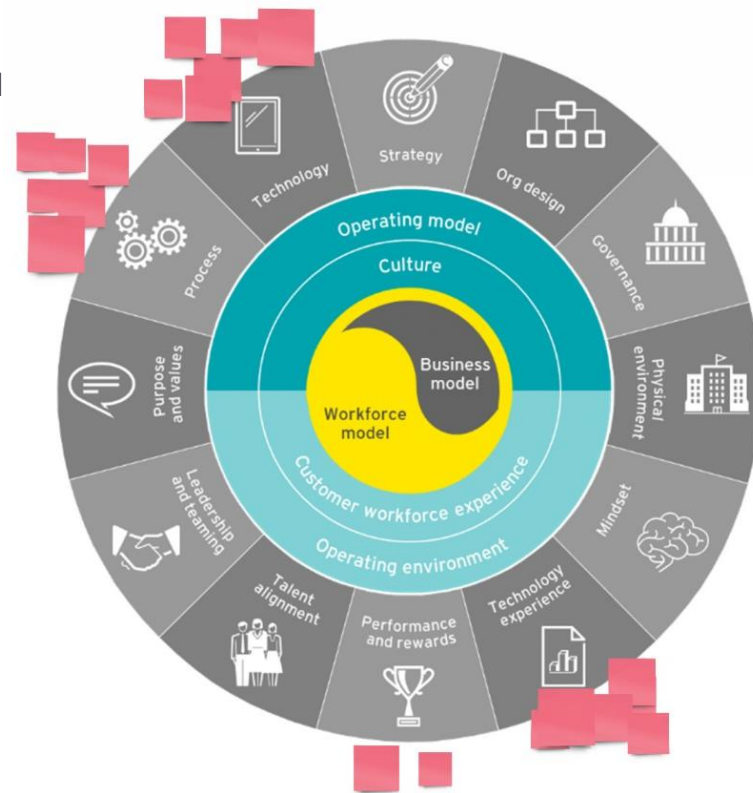 Technology
Strategy
Org design
Governance
Physical
environment
Mindset
Technology
experience
Performance
and rewards
Talent
alignment
Leadership
and teaming
Purpose
and values
Process
Operating model
Culture
Business
model
Workforce
model
Customer workforce experience
Operating environment